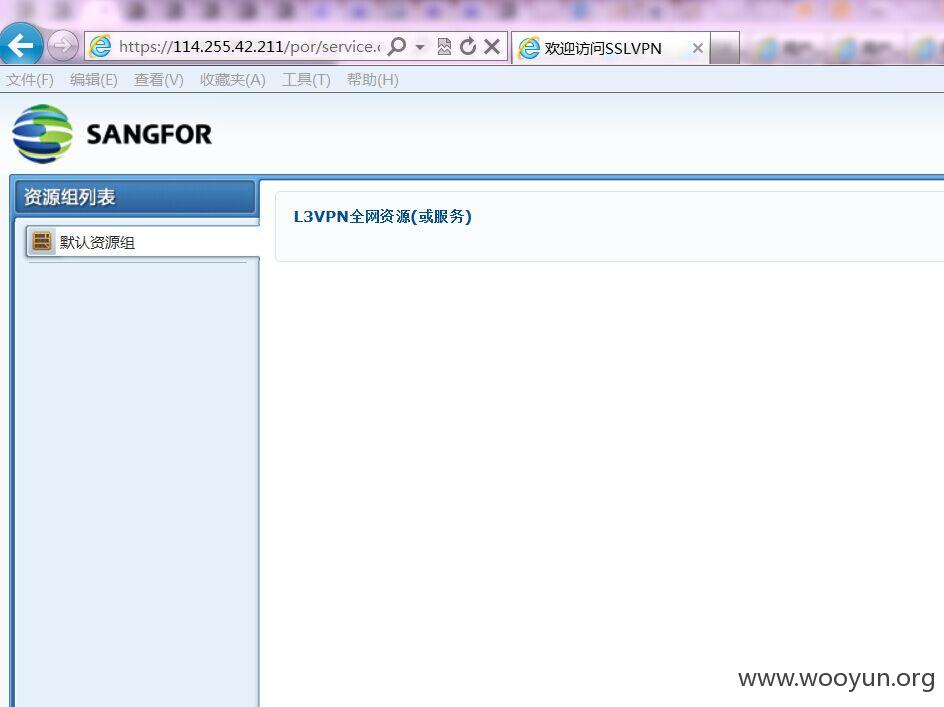 https://114.255.42.211/por/service.c
欢迎访问SSLVPN
文件(F) 编辑(E) 查看(V) 收藏夹(A) 工具(T) 帮助(H)
SANGFOR
资源组列表
默认资源组
L3VPN全网资源(或服务)
www.wooyun.org